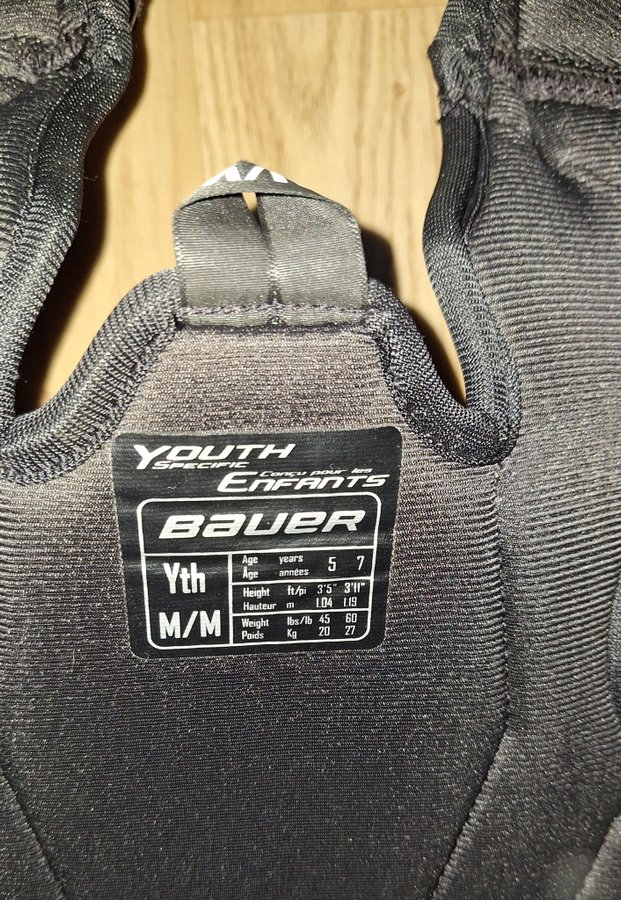 YOUTH
SPECIFIC
Conçu pour les
ENFANTS
BAUER
Yth
M/M
Age years 5 7
Age années
Height ft/pi 3'5" 3'11"
Hauteur m 1.04 1.19
Weight lbs/lb 45 60
Poids Kg 20 27